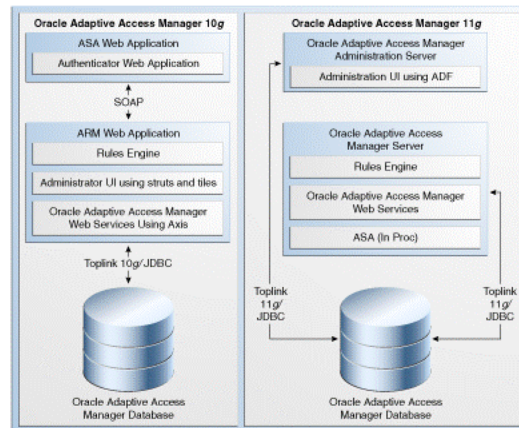 Oracle Adaptive Access Manager 10g
ASA Web Application
Authenticator Web Application
SOAP
ARM Web Application
Rules Engine
Administrator UI using struts and tiles
Oracle Adaptive Access Manager
Web Services Using Axis
Toplink 10g/JDBC
Oracle Adaptive Access
Manager Database
Oracle Adaptive Access Manager 11g
Oracle Adaptive Access Manager
Administration Server
Administration UI using ADF
Oracle Adaptive Access
Manager Server
Rules Engine
Oracle Adaptive Access Manager
Web Services
ASA (In Proc)
Toplink
11g/
JDBC
Toplink
11g/
JDBC
Oracle Adaptive Access
Manager Database